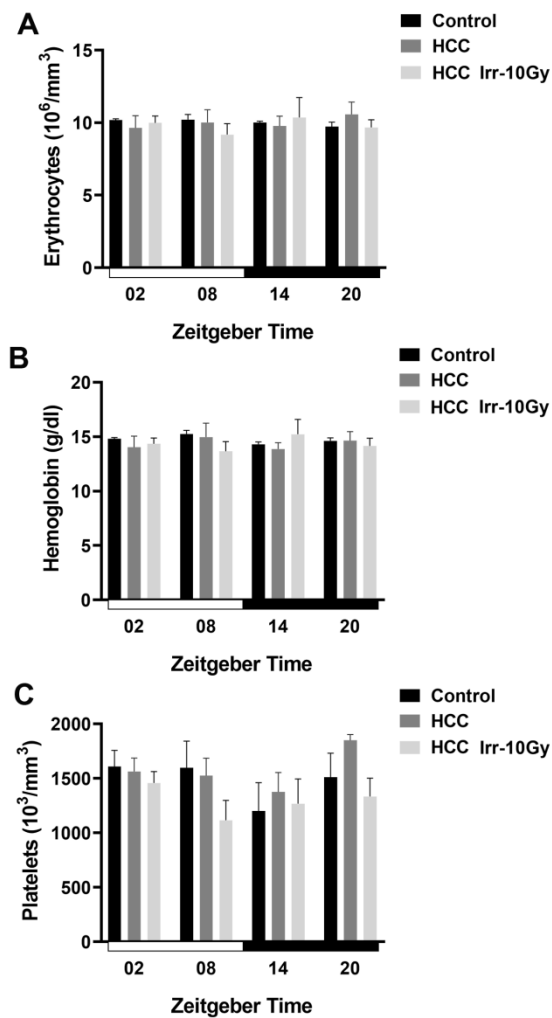 A
Control
HCC
HCC Irr-10Gy
Erythrocytes (10⁶/mm³)
15
10
5
0
02 08 14 20
Zeitgeber Time
B
Control
HCC
HCC Irr-10Gy
Hemoglobin (g/dl)
20
15
10
5
0
02 08 14 20
Zeitgeber Time
C
Control
HCC
HCC Irr-10Gy
Platelets (10³/mm³)
2000
1500
1000
500
0
02 08 14 20
Zeitgeber Time